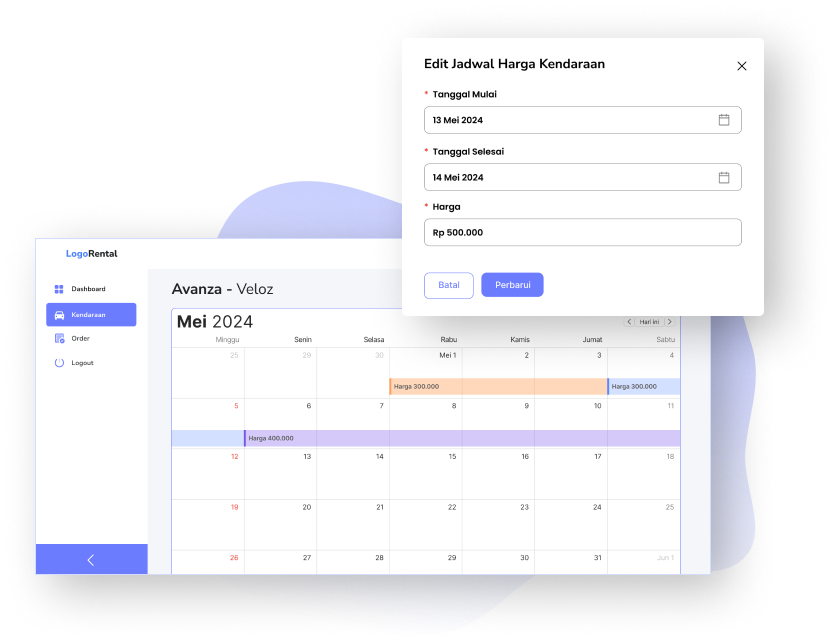 Edit Jadwal Harga Kendaraan
* Tanggal Mulai
13 Mei 2024
* Tanggal Selesai
14 Mei 2024
* Harga
Rp 500.000
Batal Perbarui
LogoRental
Dashboard
Kendaraan
Order
Logout
Avanza - Veloz
Mei 2024
Hari ini
Minggu Senin Selasa Rabu Kamis Jumat Sabtu
25 29 30 Mei 1 2 3 4
Harga 300.000 Harga 300.000
5 6 7 8 9 10 11
Harga 400.000
12 13 14 15 16 17 18
19 20 21 22 23 24 25
26 27 28 29 30 31 Jun 1